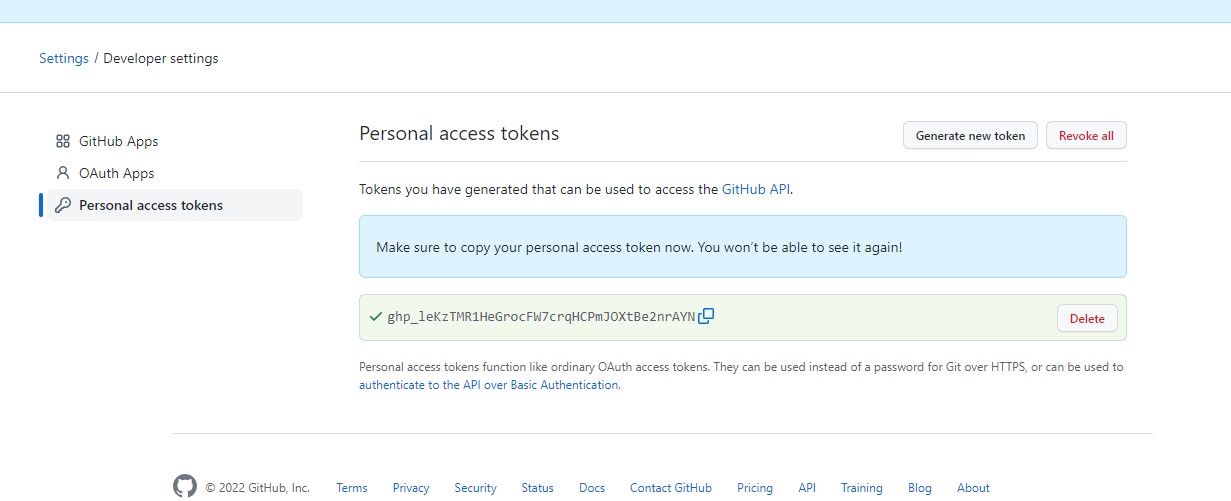 Settings / Developer settings
GitHub Apps
OAuth Apps
Personal access tokens
Personal access tokens
Generate new token
Revoke all
Tokens you have generated that can be used to access the GitHub API.
Make sure to copy your personal access token now. You won’t be able to see it again!
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
Delete
Personal access tokens function like ordinary OAuth access tokens. They can be used instead of a password for Git over HTTPS, or can be used to
authenticate to the API over Basic Authentication.
© 2022 GitHub, Inc. Terms Privacy Security Status Docs Contact GitHub Pricing API Training Blog About